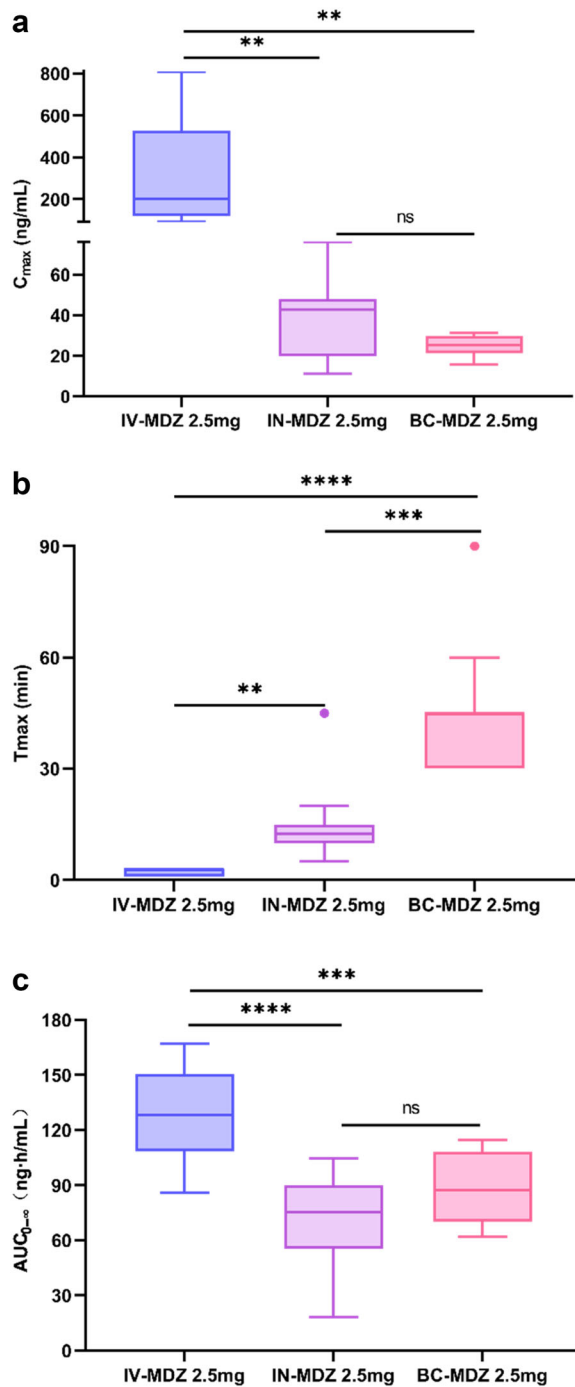 a
**
**
800
600
400
200
60
40
20
0
Cmax (ng/mL)
ns
IV-MDZ 2.5mg IN-MDZ 2.5mg BC-MDZ 2.5mg
b
****
***
**
90
60
30
0
Tmax (min)
IV-MDZ 2.5mg IN-MDZ 2.5mg BC-MDZ 2.5mg
c
***
****
ns
180
150
120
90
60
30
0
AUC0–∞ (ng·h/mL)
IV-MDZ 2.5mg IN-MDZ 2.5mg BC-MDZ 2.5mg